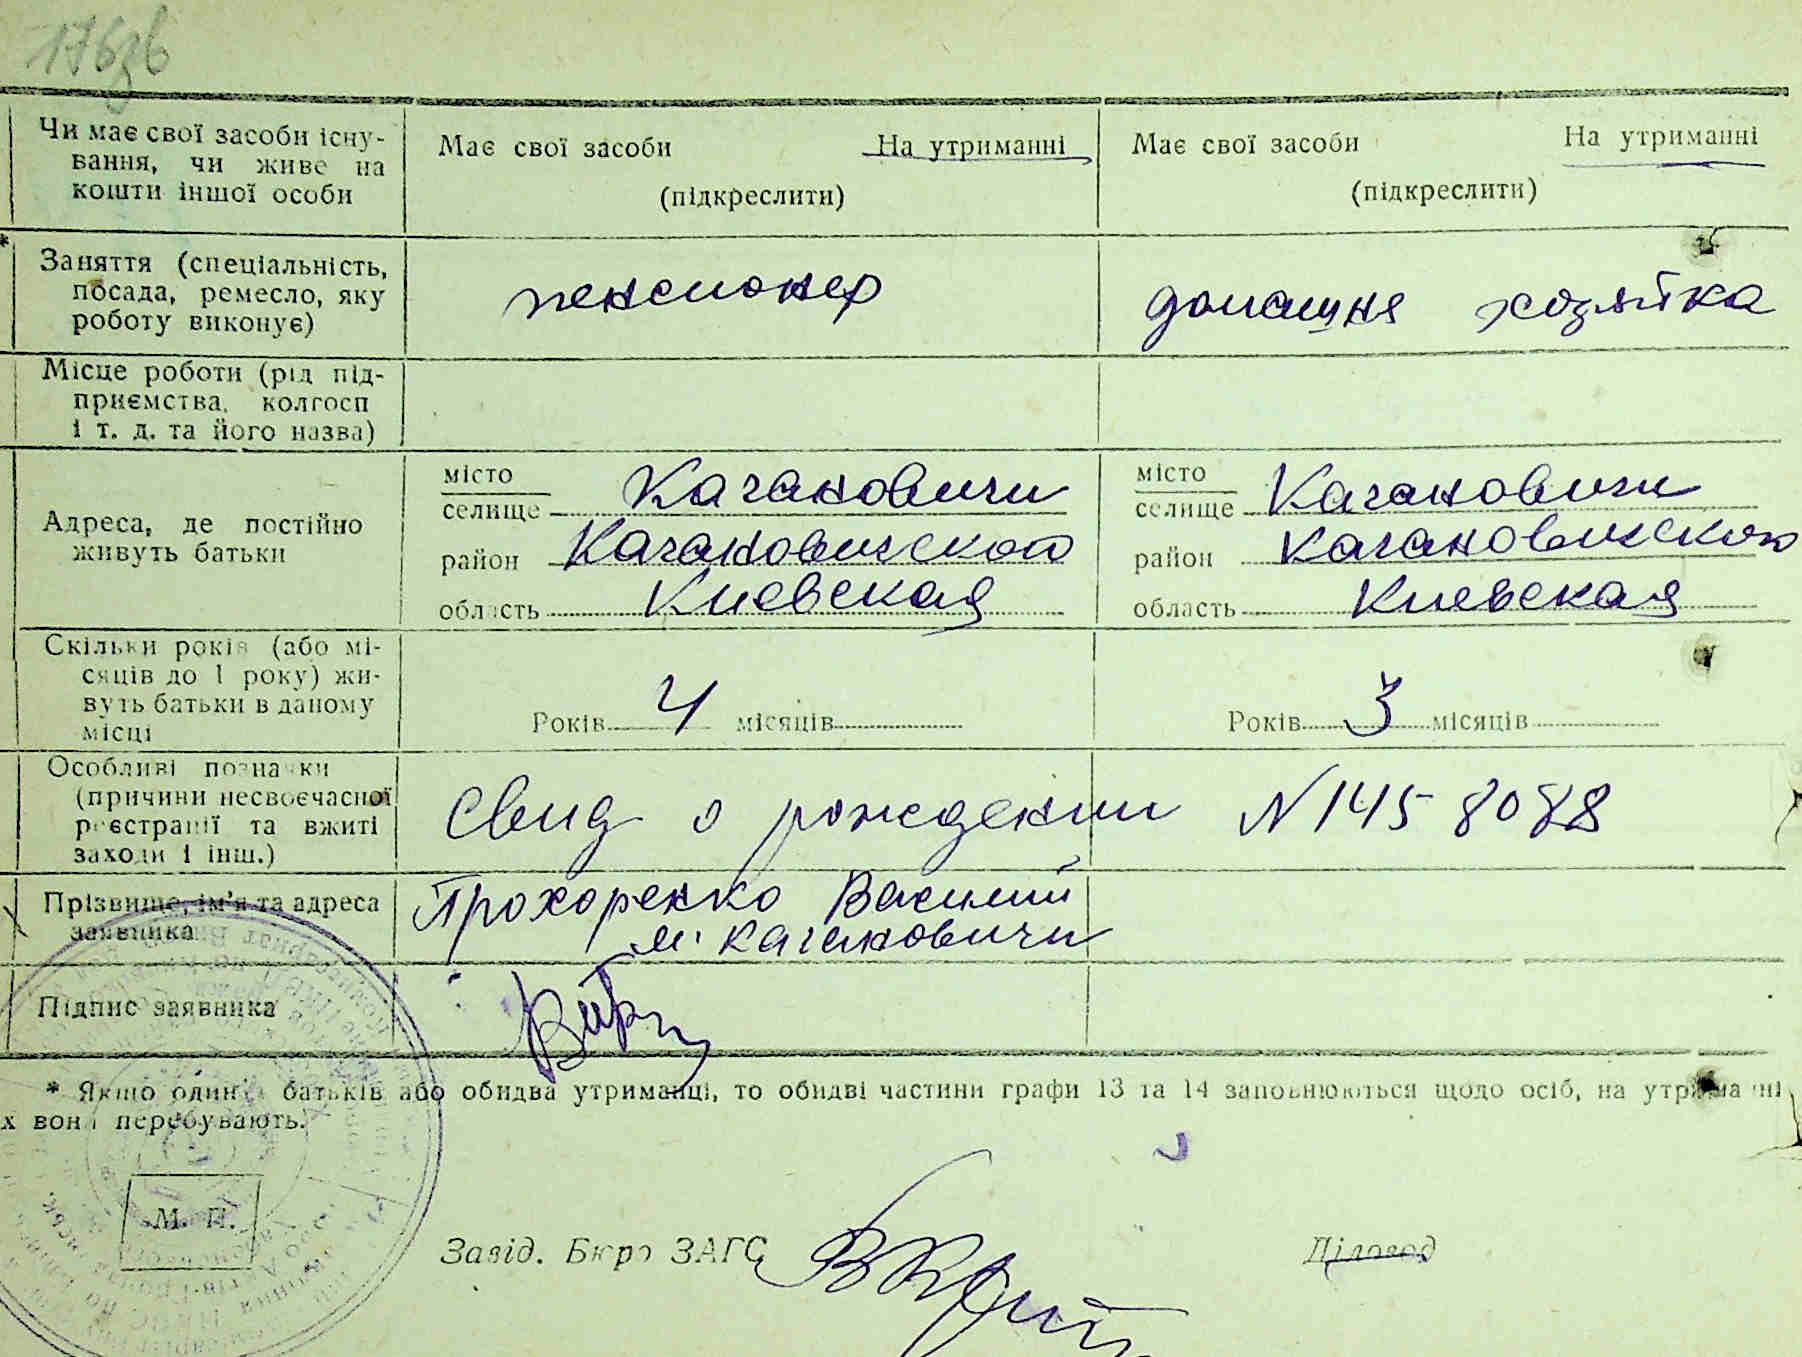 176зв
Чи має свої засоби існу-
вання, чи живе на
кошти іншої особи
Має свої засоби На утриманні
(підкреслити)
Має свої засоби На утриманні
(підкреслити)
* Заняття (спеціальність,
посада, ремесло, яку
роботу виконує)
пенсионер
домашня хозяйка
Місце роботи (рід під-
приємства, колгосп
і т. д. та його назва)
Адреса, де постійно
живуть батьки
місто
селище Кагановичи
район Кагановичского
область Киевская
місто
селище Кагановичи
район Кагановичского
область Киевская
Скільки років (або мі-
сяців до 1 року) жи-
вуть батьки в даному
місці
Років 4 місяців
Років 3 місяців
Особливі позначки
(причини несвоєчасної
реєстрації та вжиті
заходи і інш.)
Свид о рождении N 145 8088
Прізвище, ім'я та адреса
заявника
Прохоренко Василий
м. Кагановичи
Підпис заявника
* Якщо один з батьків або обидва утриманці, то обидві частини графи 13 та 14 заповнюються щодо осіб, на утриманні
х вони перебувають.
М. П.
Завід. Бюро ЗАГС
Діловод